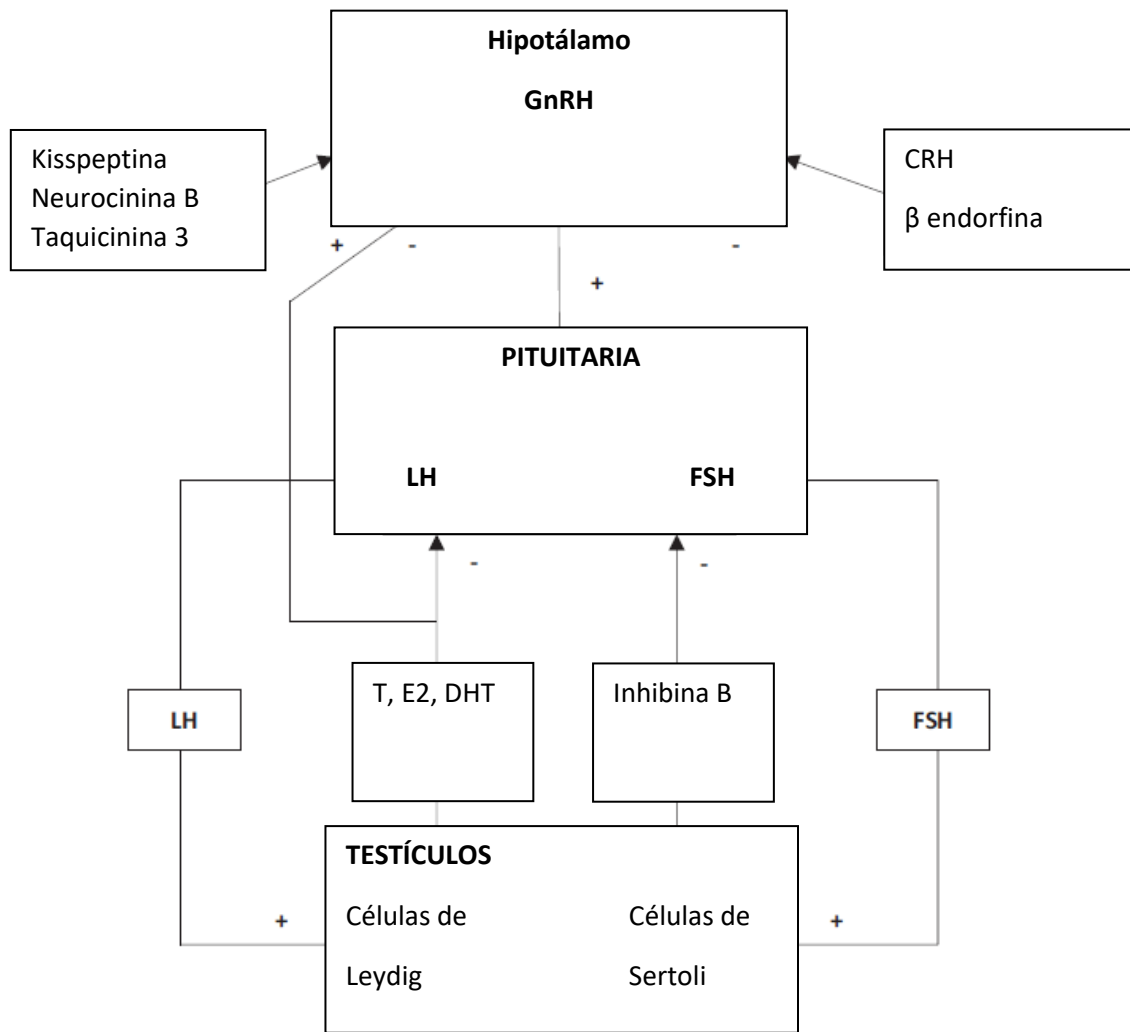 Hipotálamo
GnRH
Kisspeptina
Neurocinina B
Taquicinina 3
CRH
β endorfina
+
-
-
+
PITUITARIA
LH
FSH
-
-
T, E2, DHT
Inhibina B
LH
FSH
TESTÍCULOS
Células de
Leydig
Células de
Sertoli
+
+